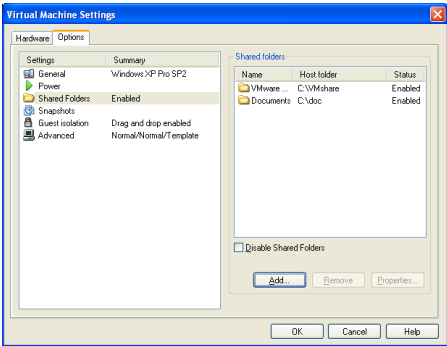 Virtual Machine Settings
Hardware Options
Settings Summary
General Windows XP Pro SP2
Power
Shared Folders Enabled
Snapshots
Guest isolation Drag and drop enabled
Advanced Normal/Normal/Template
Shared folders
Name Host folder Status
VMware ... C:\VMshare Enabled
Documents C:\doc Enabled
Disable Shared Folders
Add... Remove Properties...
OK Cancel Help